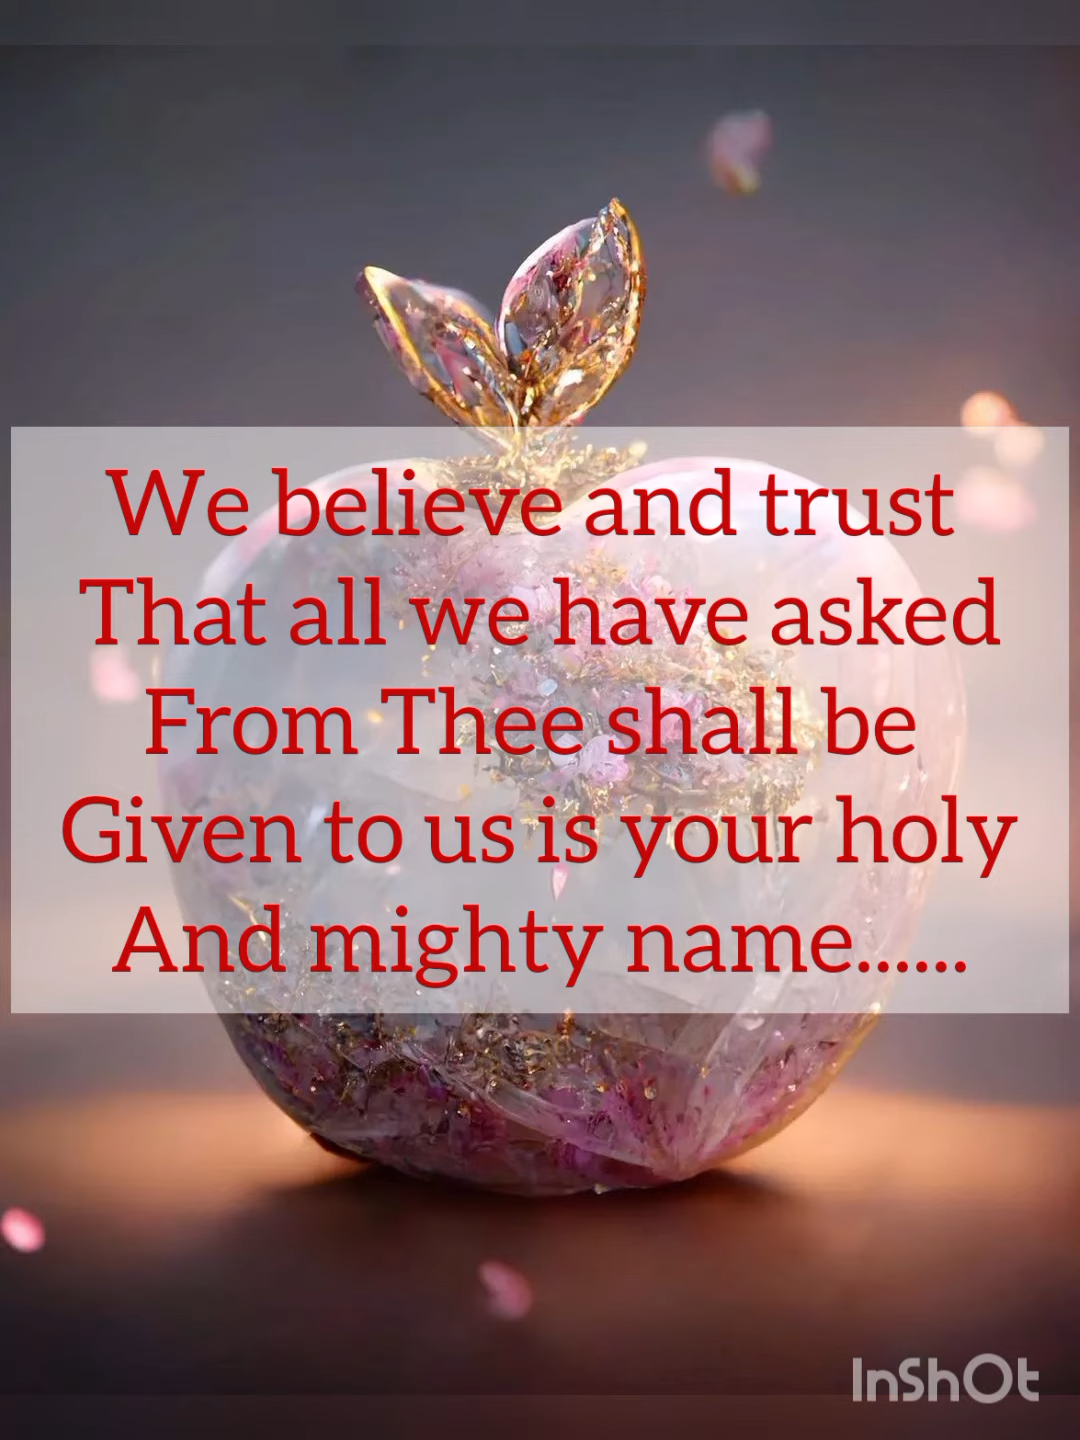 We believe and trust
That all we have asked
From Thee shall be
Given to us is your holy
And mighty name......
InShOt